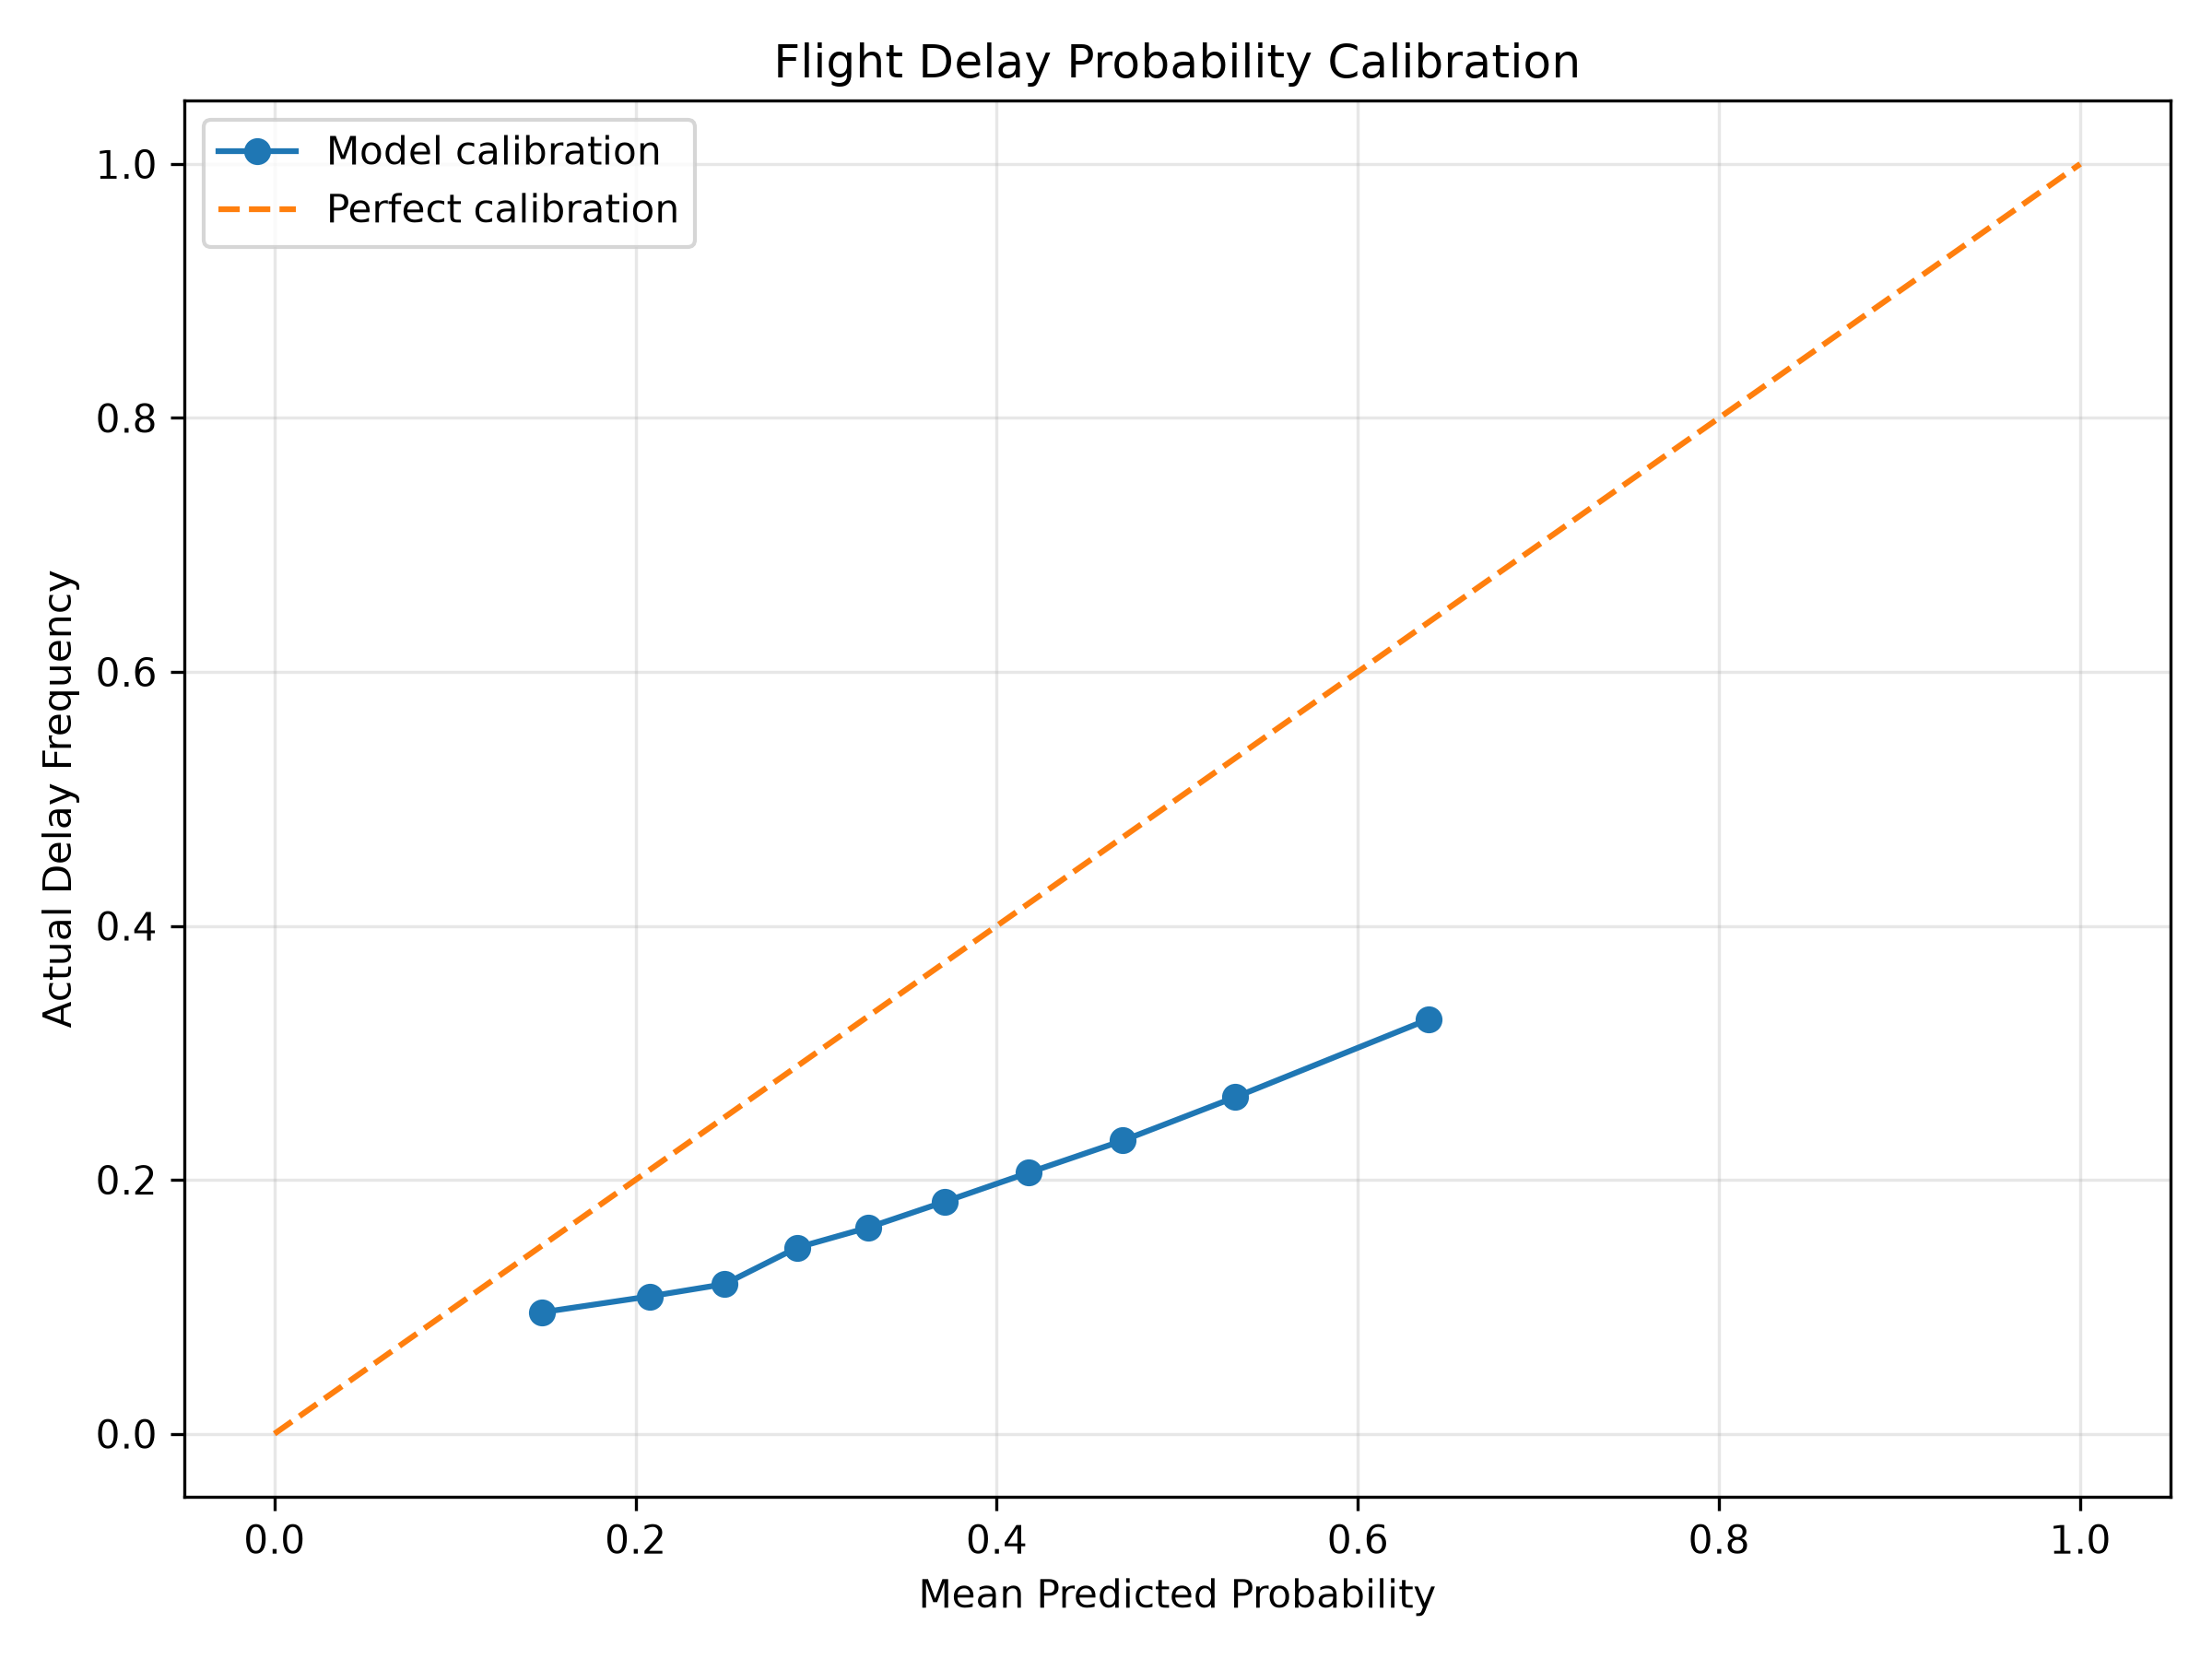 Flight Delay Probability Calibration
Model calibration
Perfect calibration
1.0
0.8
0.6
0.4
0.2
0.0
Actual Delay Frequency
0.0 0.2 0.4 0.6 0.8 1.0
Mean Predicted Probability